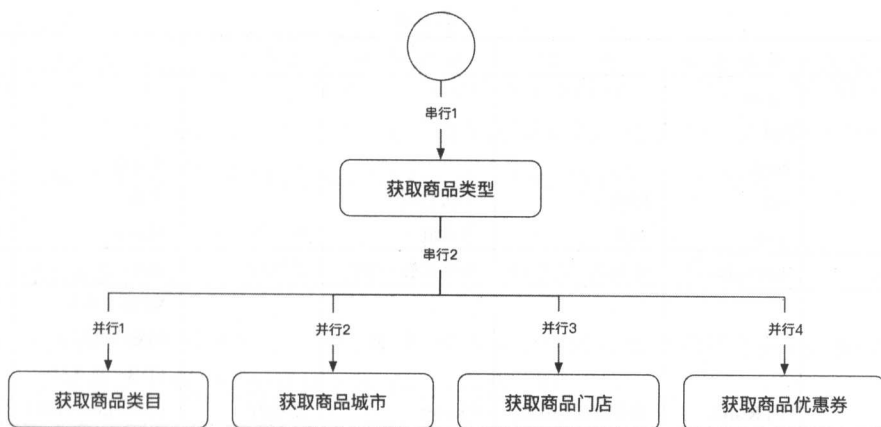 串行1
获取商品类型
串行2
并行1
并行2
并行3
并行4
获取商品类目
获取商品城市
获取商品门店
获取商品优惠券